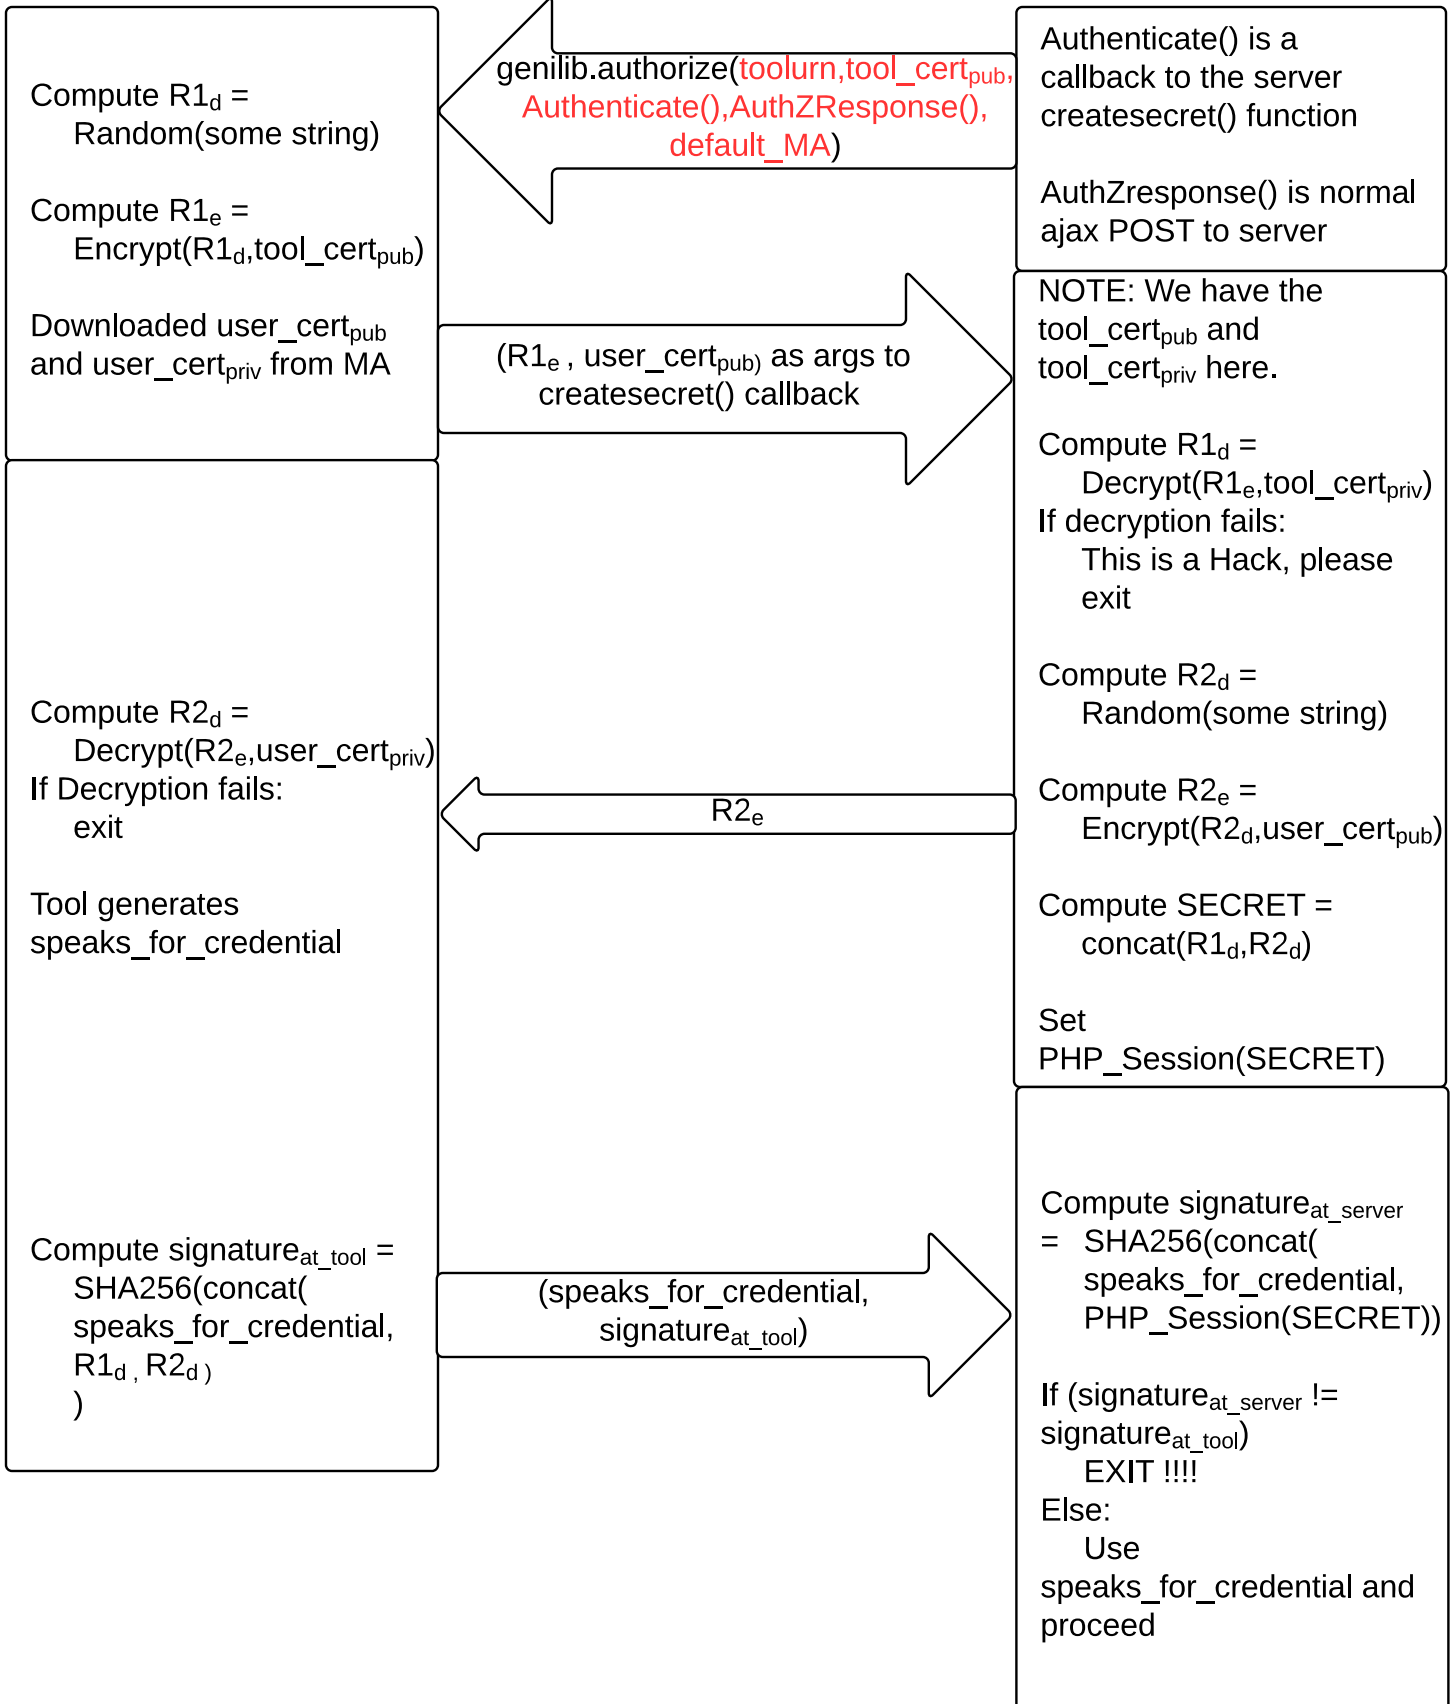 Compute R1d =
Random(some string)
Compute R1e =
Encrypt(R1d,tool_certpub)
Downloaded user_certpub
and user_certpriv from MA
genilib.authorize(toolurn,tool_certpub,
Authenticate(),AuthZResponse(),
default_MA)
Authenticate() is a
callback to the server
createsecret() function
AuthZresponse() is normal
ajax POST to server
(R1e , user_certpub) as args to
createsecret() callback
NOTE: We have the
tool_certpub and
tool_certpriv here.
Compute R1d =
Decrypt(R1e,tool_certpriv)
If decryption fails:
This is a Hack, please
exit
Compute R2d =
Random(some string)
Compute R2e =
Encrypt(R2d,user_certpub)
Compute SECRET =
concat(R1d,R2d)
Set
PHP_Session(SECRET)
R2e
Compute R2d =
Decrypt(R2e,user_certpriv)
If Decryption fails:
exit
Tool generates
speaks_for_credential
Compute signatureat_tool =
SHA256(concat(
speaks_for_credential,
R1d , R2d )
)
(speaks_for_credential,
signatureat_tool)
Compute signatureat_server
= SHA256(concat(
speaks_for_credential,
PHP_Session(SECRET))
If (signatureat_server !=
signatureat_tool)
EXIT !!!!
Else:
Use
speaks_for_credential and
proceed